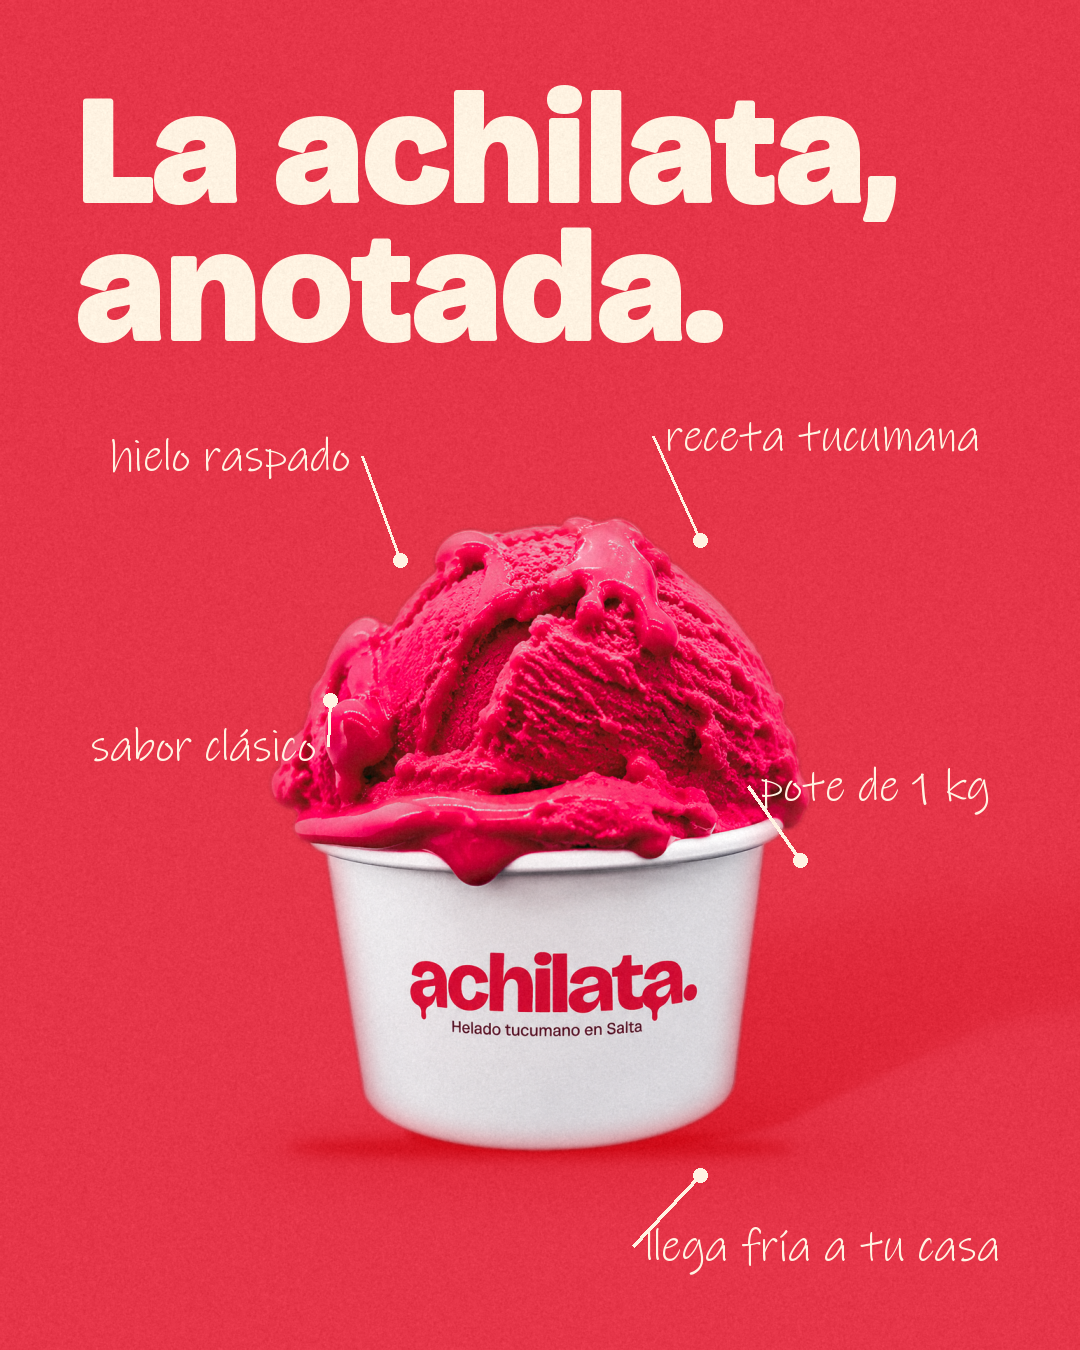 La achilata,
anotada.
hielo raspado
receta tucumana
sabor clásico
pote de 1 kg
achilata.
Helado tucumano en Salta
llega fría a tu casa